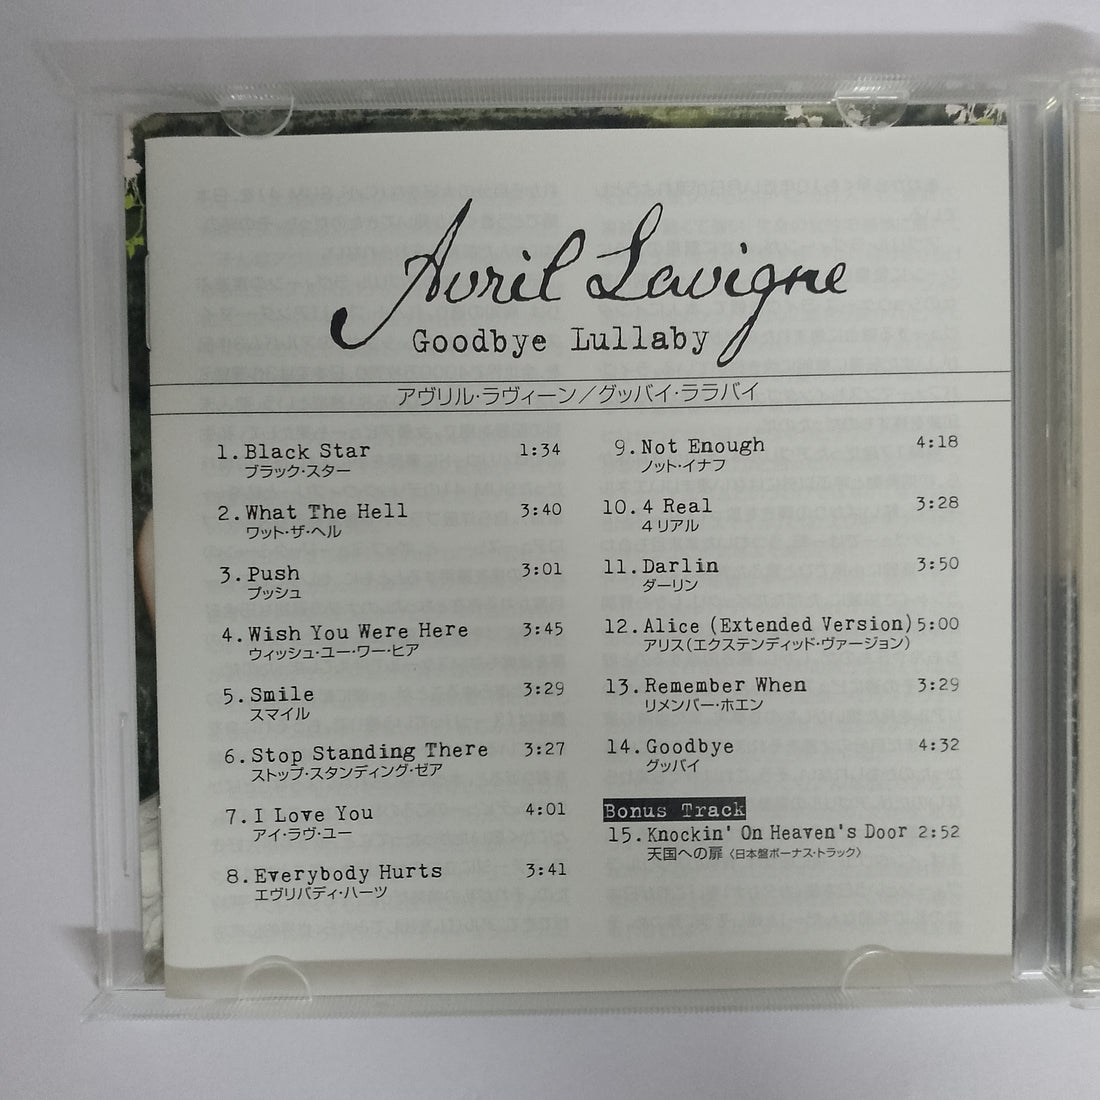 Avril Lavigne
Goodbye Lullaby
アヴリル・ラヴィーン／グッバイ・ララバイ
1. Black Star 1:34
ブラック・スター
2. What The Hell 3:40
ワット・ザ・ヘル
3. Push 3:01
プッシュ
4. Wish You Were Here 3:45
ウィッシュ・ユー・ワー・ヒア
5. Smile 3:29
スマイル
6. Stop Standing There 3:27
ストップ・スタンディング・ゼア
7. I Love You 4:01
アイ・ラヴ・ユー
8. Everybody Hurts 3:41
エヴリバディ・ハーツ
9. Not Enough 4:18
ノット・イナフ
10. 4 Real 3:28
4 リアル
11. Darlin 3:50
ダーリン
12. Alice (Extended Version) 5:00
アリス（エクステンディッド・ヴァージョン）
13. Remember When 3:29
リメンバー・ホエン
14. Goodbye 4:32
グッバイ
Bonus Track
15. Knockin' On Heaven's Door 2:52
天国への扉〈日本盤ボーナス・トラック〉